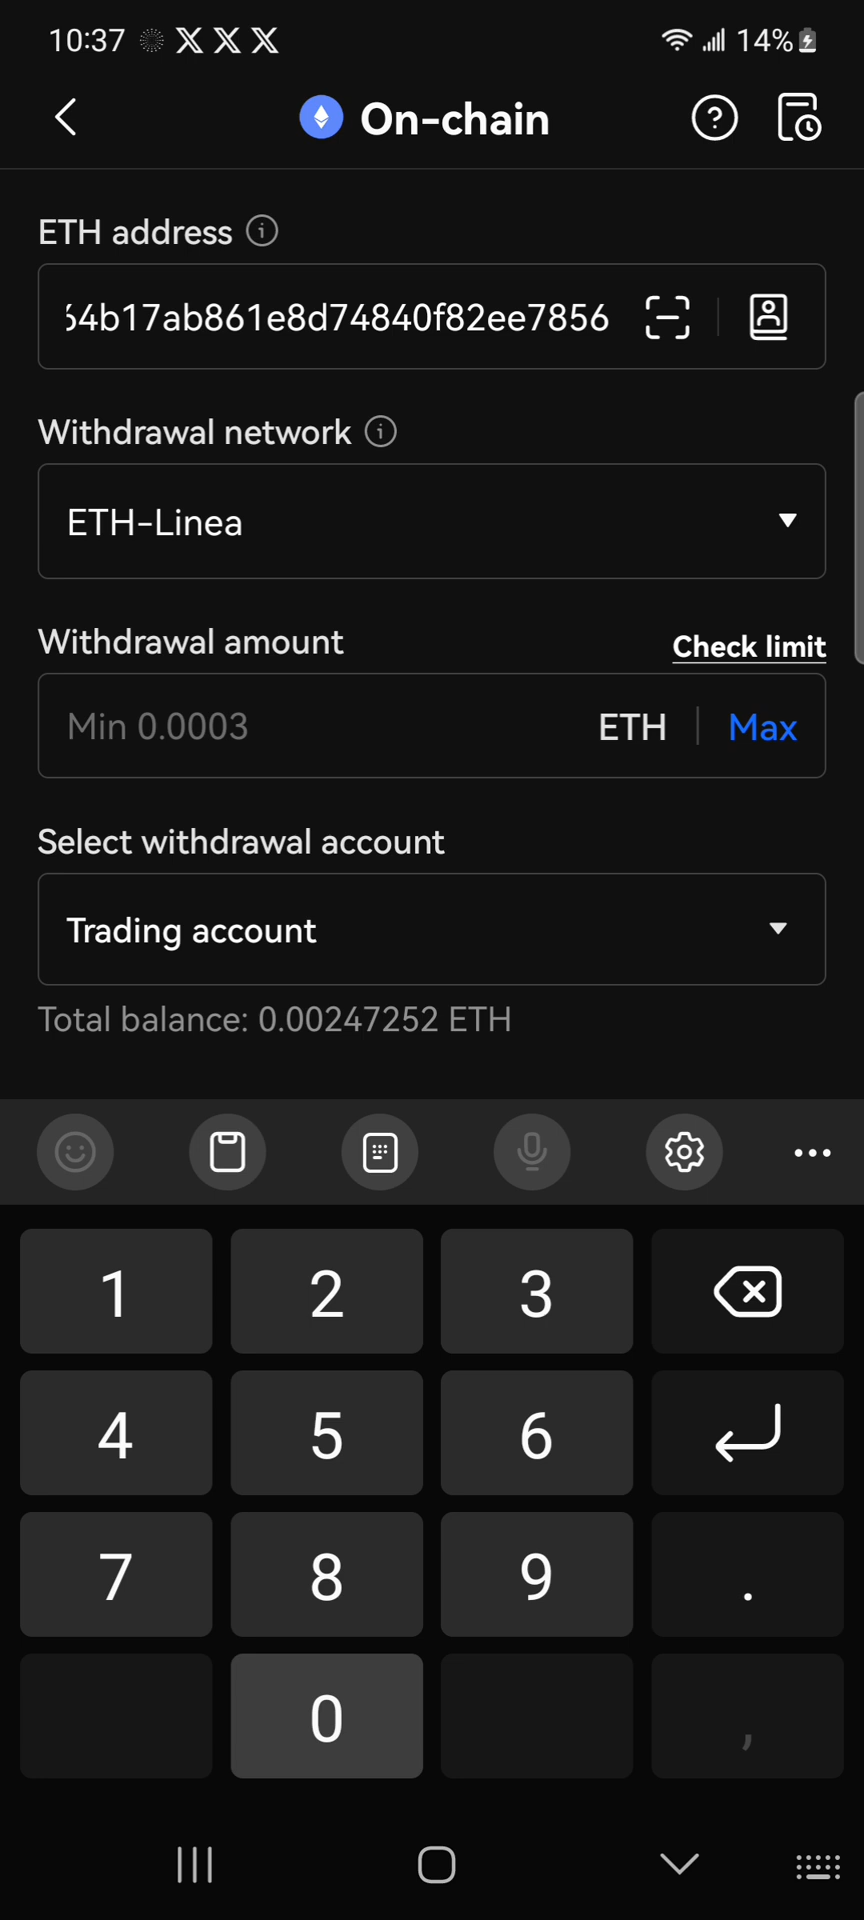 10:37 14%
On-chain
ETH address
64b17ab861e8d74840f82ee7856
Withdrawal network
ETH-Linea
Withdrawal amount
Check limit
Min 0.0003 ETH Max
Select withdrawal account
Trading account
Total balance: 0.00247252 ETH
1 2 3
4 5 6
7 8 9 .
0 ,